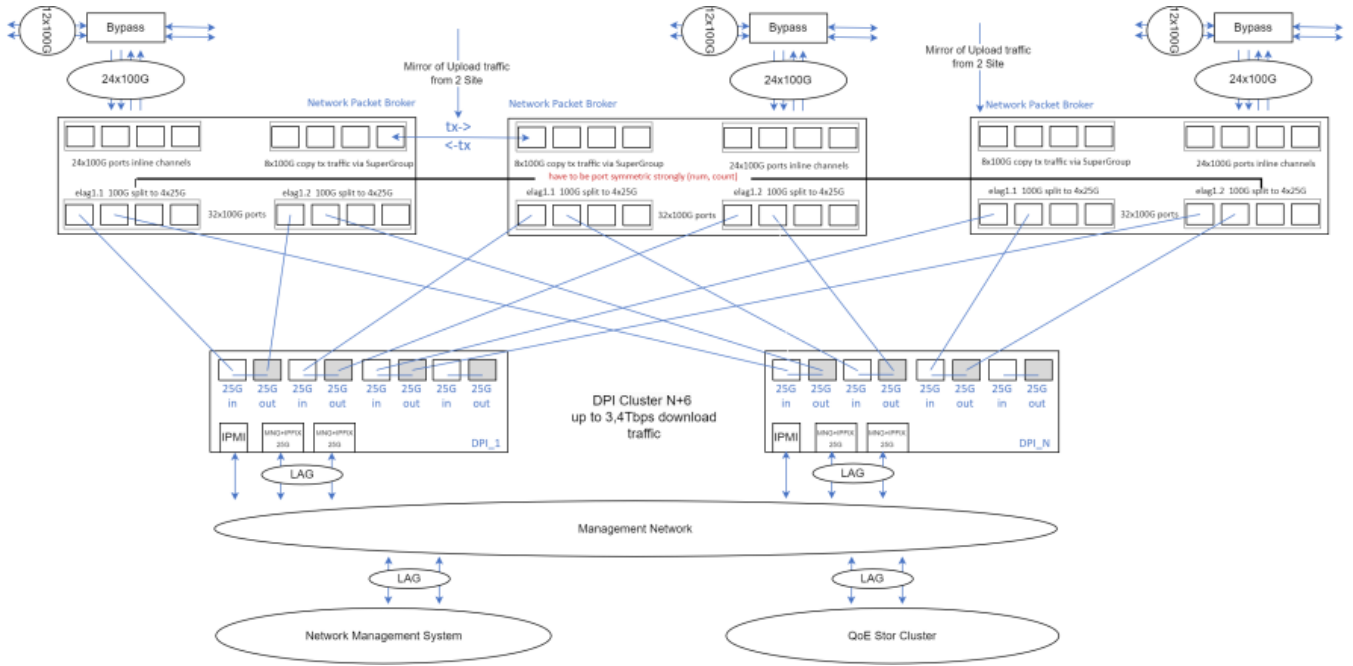 12x100G
Bypass
12x100G
Bypass
12x100G
Bypass
24x100G
24x100G
24x100G
Mirror of Upload traffic
from 2 Site
Mirror of Upload traffic
from 2 Site
Network Packet Broker
Network Packet Broker
Network Packet Broker
tx->
<-tx
24x100G ports inline channels
8x100G copy tx traffic via SuperGroup
8x100G copy tx traffic via SuperGroup
24x100G ports inline channels
8x100G copy tx traffic via SuperGroup
24x100G ports inline channels
have to be port symmetric strongly (num, count)
elag1.1 100G split to 4x25G
elag1.2 100G split to 4x25G
elag1.1 100G split to 4x25G
elag1.2 100G split to 4x25G
elag1.1 100G split to 4x25G
elag1.2 100G split to 4x25G
32x100G ports
32x100G ports
32x100G ports
25G in
25G out
25G in
25G out
25G in
25G out
25G in
25G out
25G in
25G out
25G in
25G out
25G in
25G out
25G in
25G out
DPI Cluster N+6
up to 3,4Tbps download
traffic
IPMI
MNG+IPPIX
25G
MNG+IPPIX
25G
DPI_1
IPMI
MNG+IPPIX
25G
MNG+IPPIX
25G
DPI_N
LAG
LAG
Management Network
LAG
LAG
Network Management System
QoE Stor Cluster